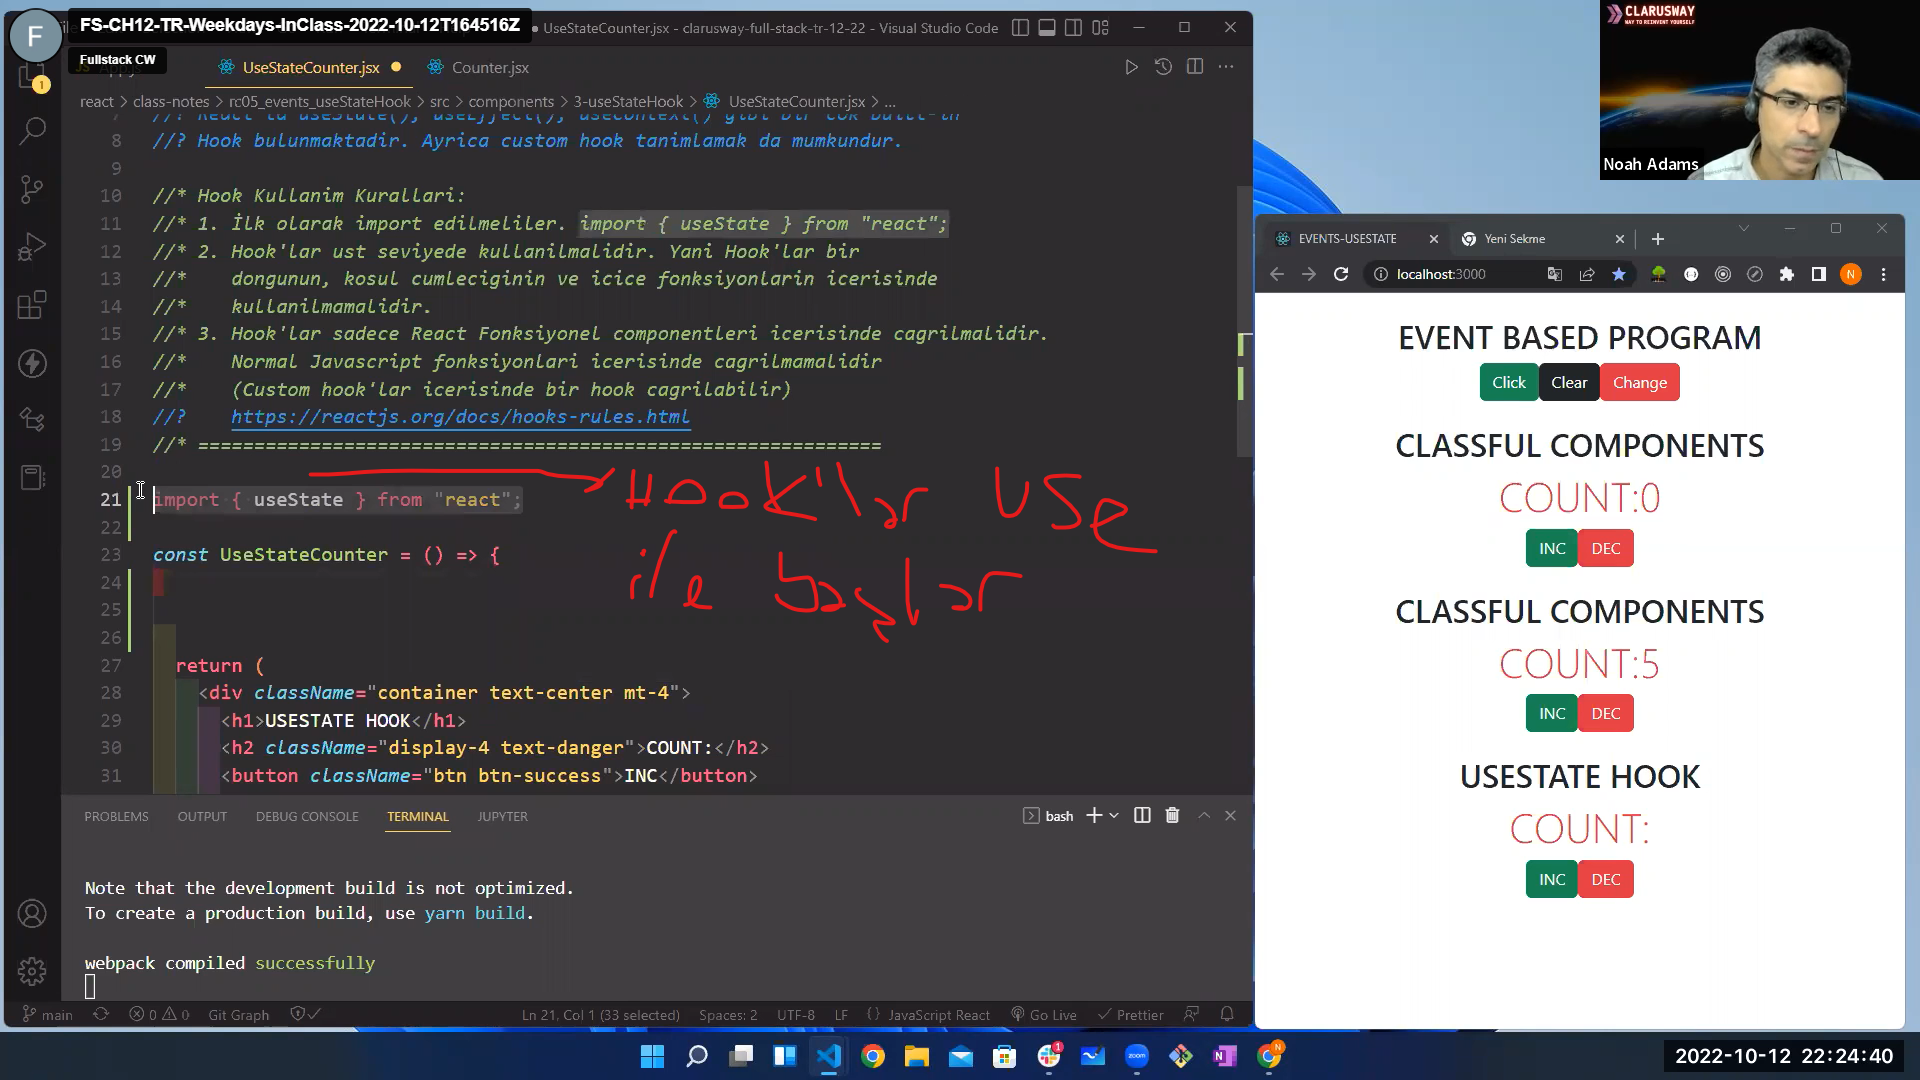 FS-CH12-TR-Weekdays-InClass-2022-10-12T164516Z
F
Fullstack CW
UseStateCounter.jsx - clarusway-full-stack-tr-12-22 - Visual Studio Code
1
UseStateCounter.jsx
Counter.jsx
react > class-notes > rc05_events_useStateHook > src > components > 3-useStateHook > UseStateCounter.jsx > ...
8 //? Hook bulunmaktadir. Ayrica custom hook tanimlamak da mumkundur.
9
10 //* Hook Kullanim Kurallari:
11 //* 1. İlk olarak import edilmeliler. import { useState } from "react";
12 //* 2. Hook'lar ust seviyede kullanilmalidir. Yani Hook'lar bir
13 //* dongunun, kosul cumleciginin ve icice fonksiyonlarin icerisinde
14 //* kullanilmamalidir.
15 //* 3. Hook'lar sadece React Fonksiyonel componentleri icerisinde cagrilmalidir.
16 //* Normal Javascript fonksiyonlari icerisinde cagrilmamalidir
17 //* (Custom hook'lar icerisinde bir hook cagrilabilir)
18 //? https://reactjs.org/docs/hooks-rules.html
19 //* =============================================================
20
21 import { useState } from "react";
Hook'lar USe
22
23 const UseStateCounter = () => {
24
ile başlar
25
26
27 return (
28 <div className="container text-center mt-4">
29 <h1>USESTATE HOOK</h1>
30 <h2 className="display-4 text-danger">COUNT:</h2>
31 <button className="btn btn-success">INC</button>
PROBLEMS OUTPUT DEBUG CONSOLE TERMINAL JUPYTER
bash
Note that the development build is not optimized.
To create a production build, use yarn build.
webpack compiled successfully
main 0 0 Git Graph Ln 21, Col 1 (33 selected) Spaces: 2 UTF-8 LF {} JavaScript React Go Live Prettier
CLARUSWAY
WAY TO REINVENT YOURSELF
Noah Adams
EVENTS-USESTATE
Yeni Sekme
localhost:3000
N
EVENT BASED PROGRAM
Click Clear Change
CLASSFUL COMPONENTS
COUNT:0
INC DEC
CLASSFUL COMPONENTS
COUNT:5
INC DEC
USESTATE HOOK
COUNT:
INC DEC
1
zoom
N
2022-10-12 22:24:40